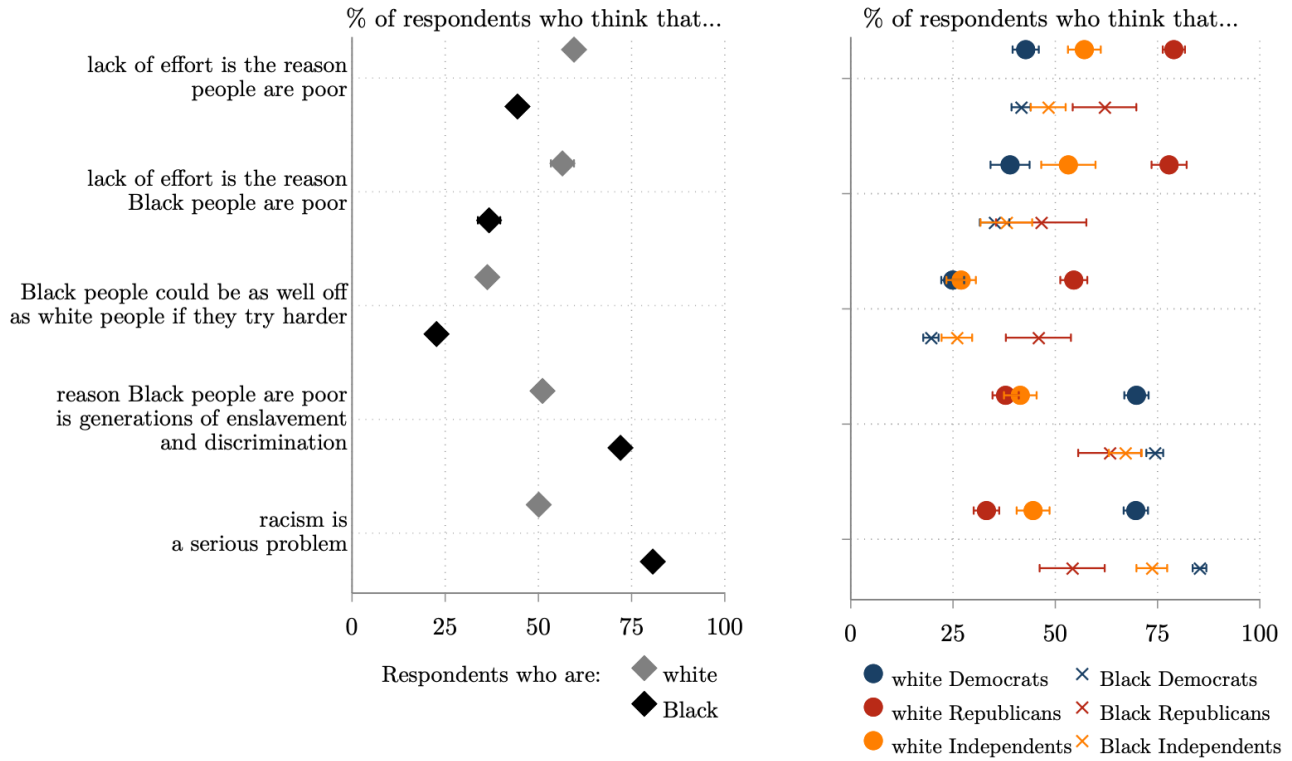 % of respondents who think that...
lack of effort is the reason
people are poor
lack of effort is the reason
Black people are poor
Black people could be as well off
as white people if they try harder
reason Black people are poor
is generations of enslavement
and discrimination
racism is
a serious problem
0 25 50 75 100
Respondents who are:
white
Black
% of respondents who think that...
0 25 50 75 100
white Democrats
Black Democrats
white Republicans
Black Republicans
white Independents
Black Independents